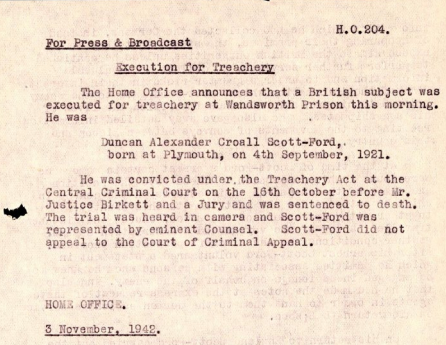 H.O.204.
For Press & Broadcast
Execution for Treachery
The Home Office announces that a British subject was
executed for treachery at Wandsworth Prison this morning.
He was
Duncan Alexander Croall Scott-Ford,
born at Plymouth, on 4th September, 1921.
He was convicted under the Treachery Act at the
Central Criminal Court on the 16th October before Mr.
Justice Birkett and a Jury and was sentenced to death.
The trial was heard in camera and Scott-Ford was
represented by eminent Counsel. Scott-Ford did not
appeal to the Court of Criminal Appeal.
HOME OFFICE.
3 November, 1942.